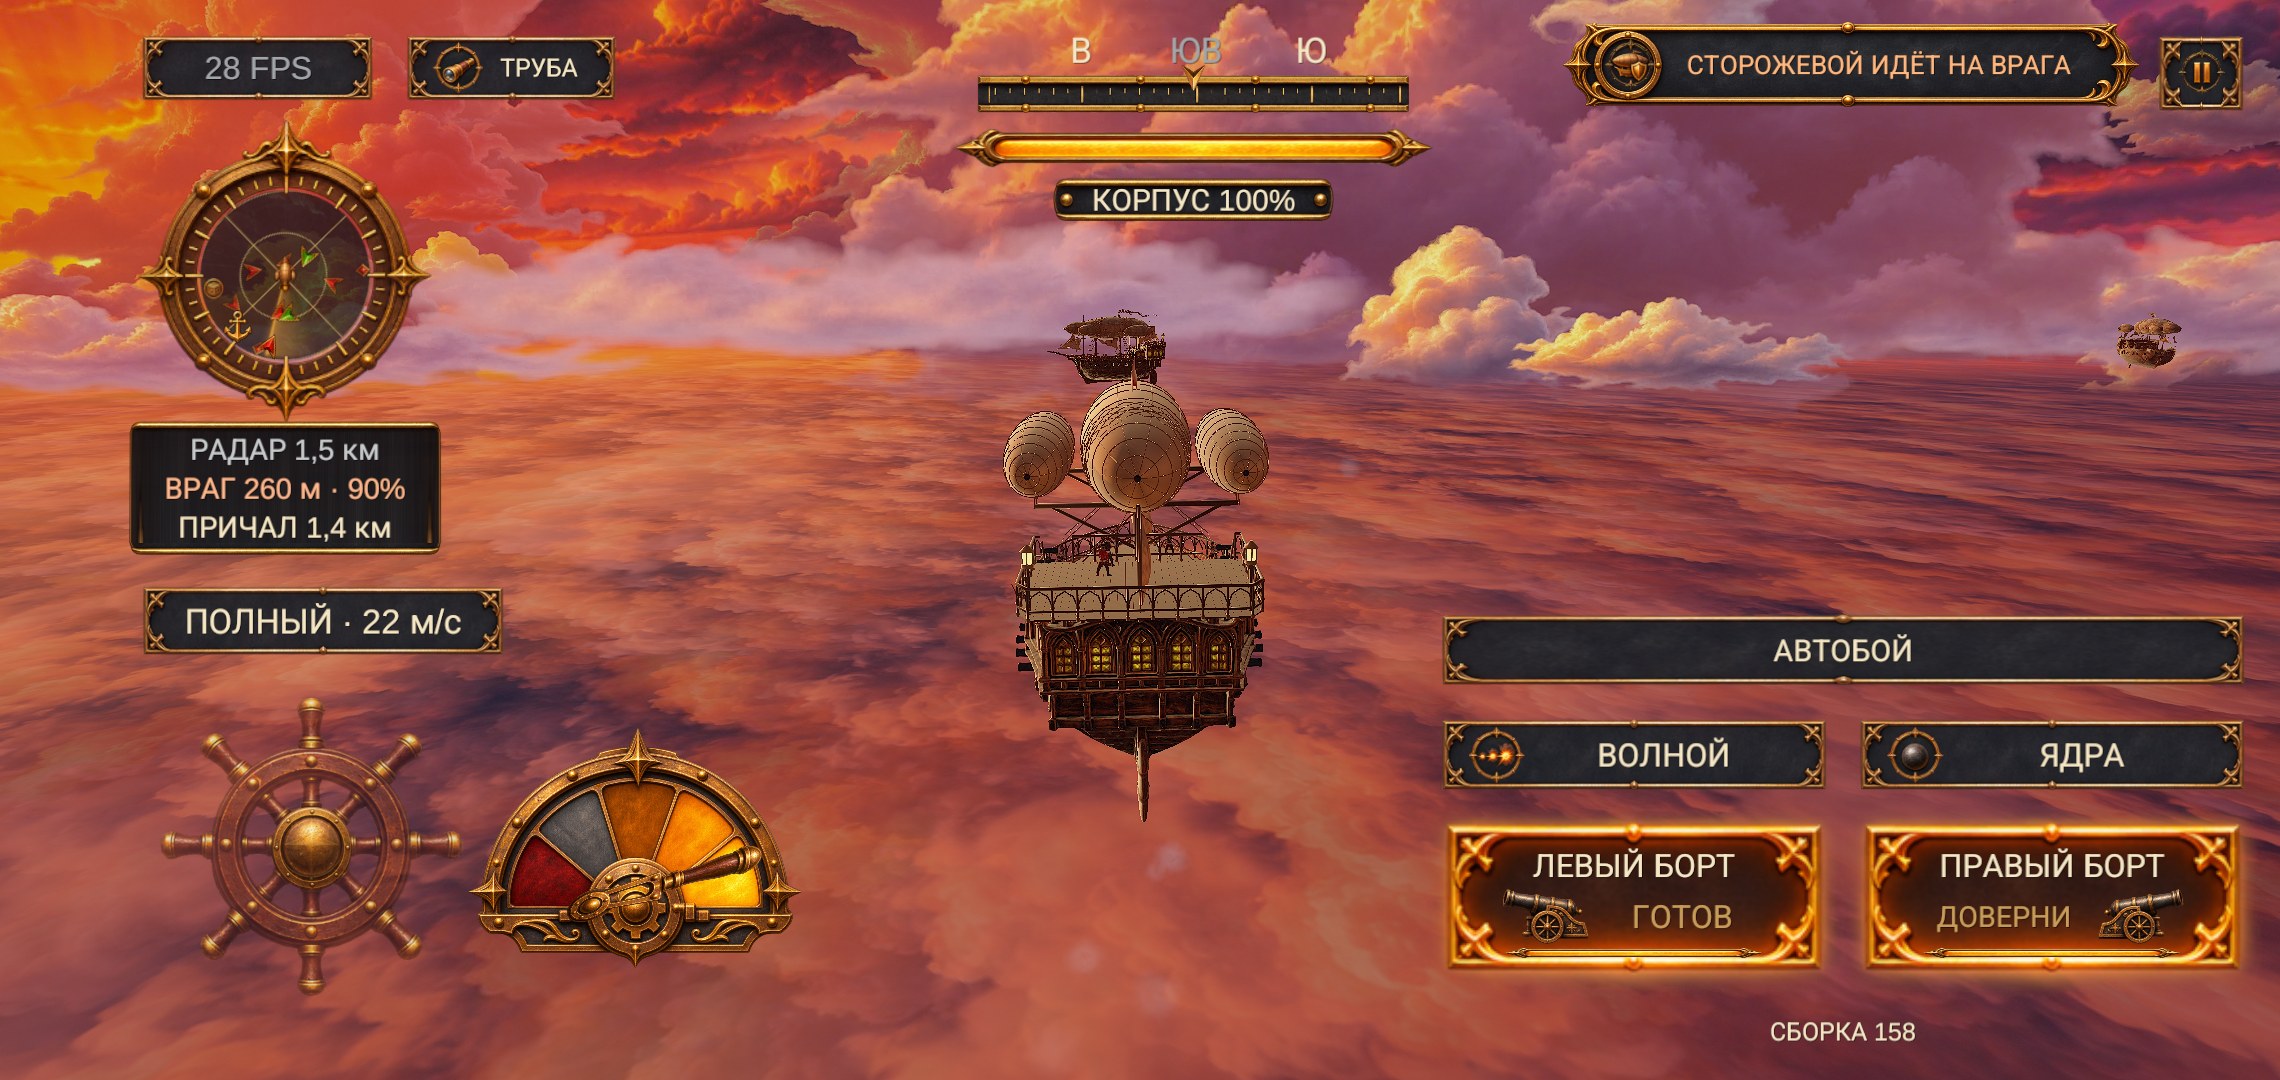 28 FPS
ТРУБА
В ЮВ Ю
СТОРОЖЕВОЙ ИДЁТ НА ВРАГА
КОРПУС 100%
РАДАР 1,5 км
ВРАГ 260 м · 90%
ПРИЧАЛ 1,4 км
ПОЛНЫЙ · 22 м/с
АВТОБОЙ
ВОЛНОЙ
ЯДРА
ЛЕВЫЙ БОРТ
ГОТОВ
ПРАВЫЙ БОРТ
ДОВЕРНИ
СБОРКА 158